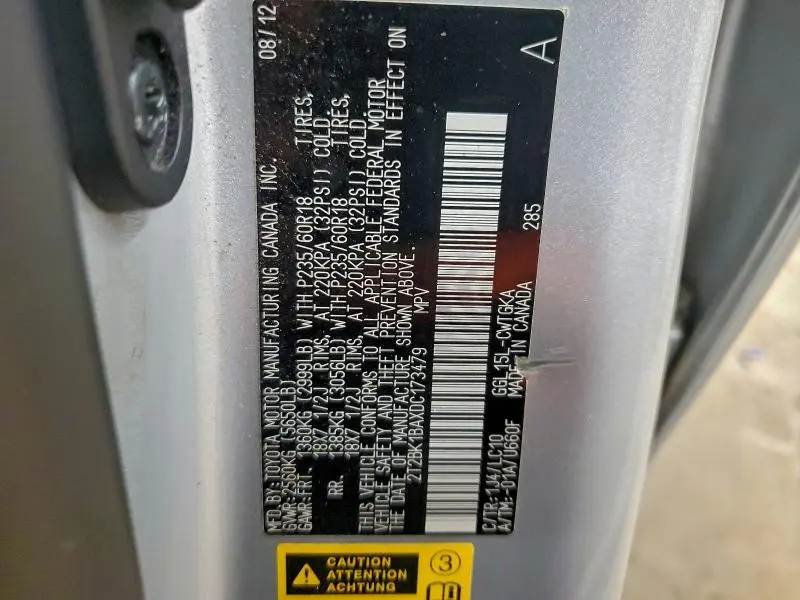 MFD.BY:TOYOTA MOTOR MANUFACTURING CANADA INC. 08/12
GVWR:2560KG (5650LB)
GAWR:FRT. 1360KG (2999LB) WITH P235/60R18 TIRES,
18X7 1/2J RIMS, AT 220KPA (32PSI) COLD.
RR. 1385KG (3056LB) WITH P235/60R18 TIRES,
18X7 1/2J RIMS, AT 220KPA (32PSI) COLD.
THIS VEHICLE CONFORMS TO ALL APPLICABLE FEDERAL MOTOR
VEHICLE SAFETY AND THEFT PREVENTION STANDARDS IN EFFECT ON
THE DATE OF MANUFACTURE SHOWN ABOVE.
2T2BK1BAXDC173479 MPV
A
C/TR:1J4/LC10 GGL15L-CWTGKA 285
A/TM:-01A/U660F MADE IN CANADA
CAUTION
ATTENTION
ACHTUNG
3